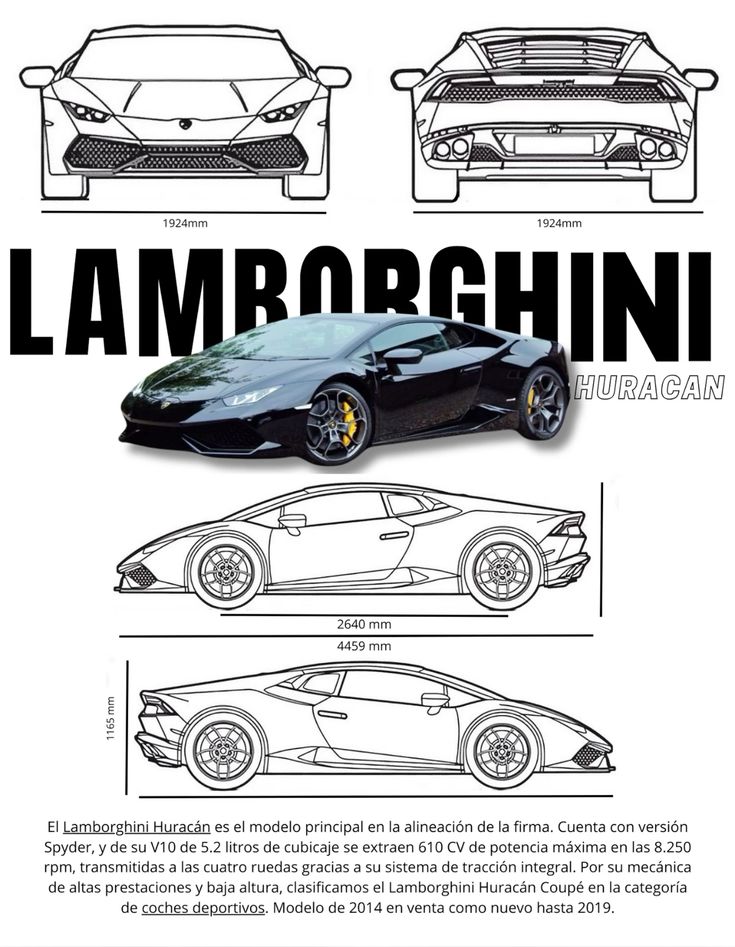 1924mm
1924mm
LAMBORGHINI
HURACAN
2640 mm
4459 mm
1165 mm
El Lamborghini Huracán es el modelo principal en la alineación de la firma. Cuenta con versión
Spyder, y de su V10 de 5.2 litros de cubicaje se extraen 610 CV de potencia máxima en las 8.250
rpm, transmitidas a las cuatro ruedas gracias a su sistema de tracción integral. Por su mecánica
de altas prestaciones y baja altura, clasificamos el Lamborghini Huracán Coupé en la categoría
de coches deportivos. Modelo de 2014 en venta como nuevo hasta 2019.